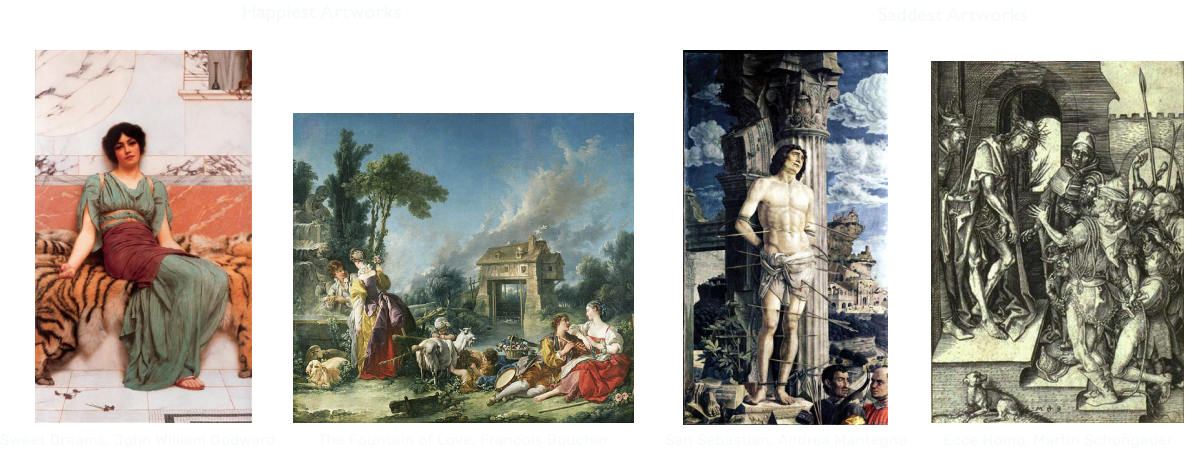 Happiest Artworks
Saddest Artworks
Sweet Dreams, John William Godward
The Fountain of Love, Francois Boucher
San Sebastian, Andrea Mantegna
Ecce Homo, Martin Schongauer